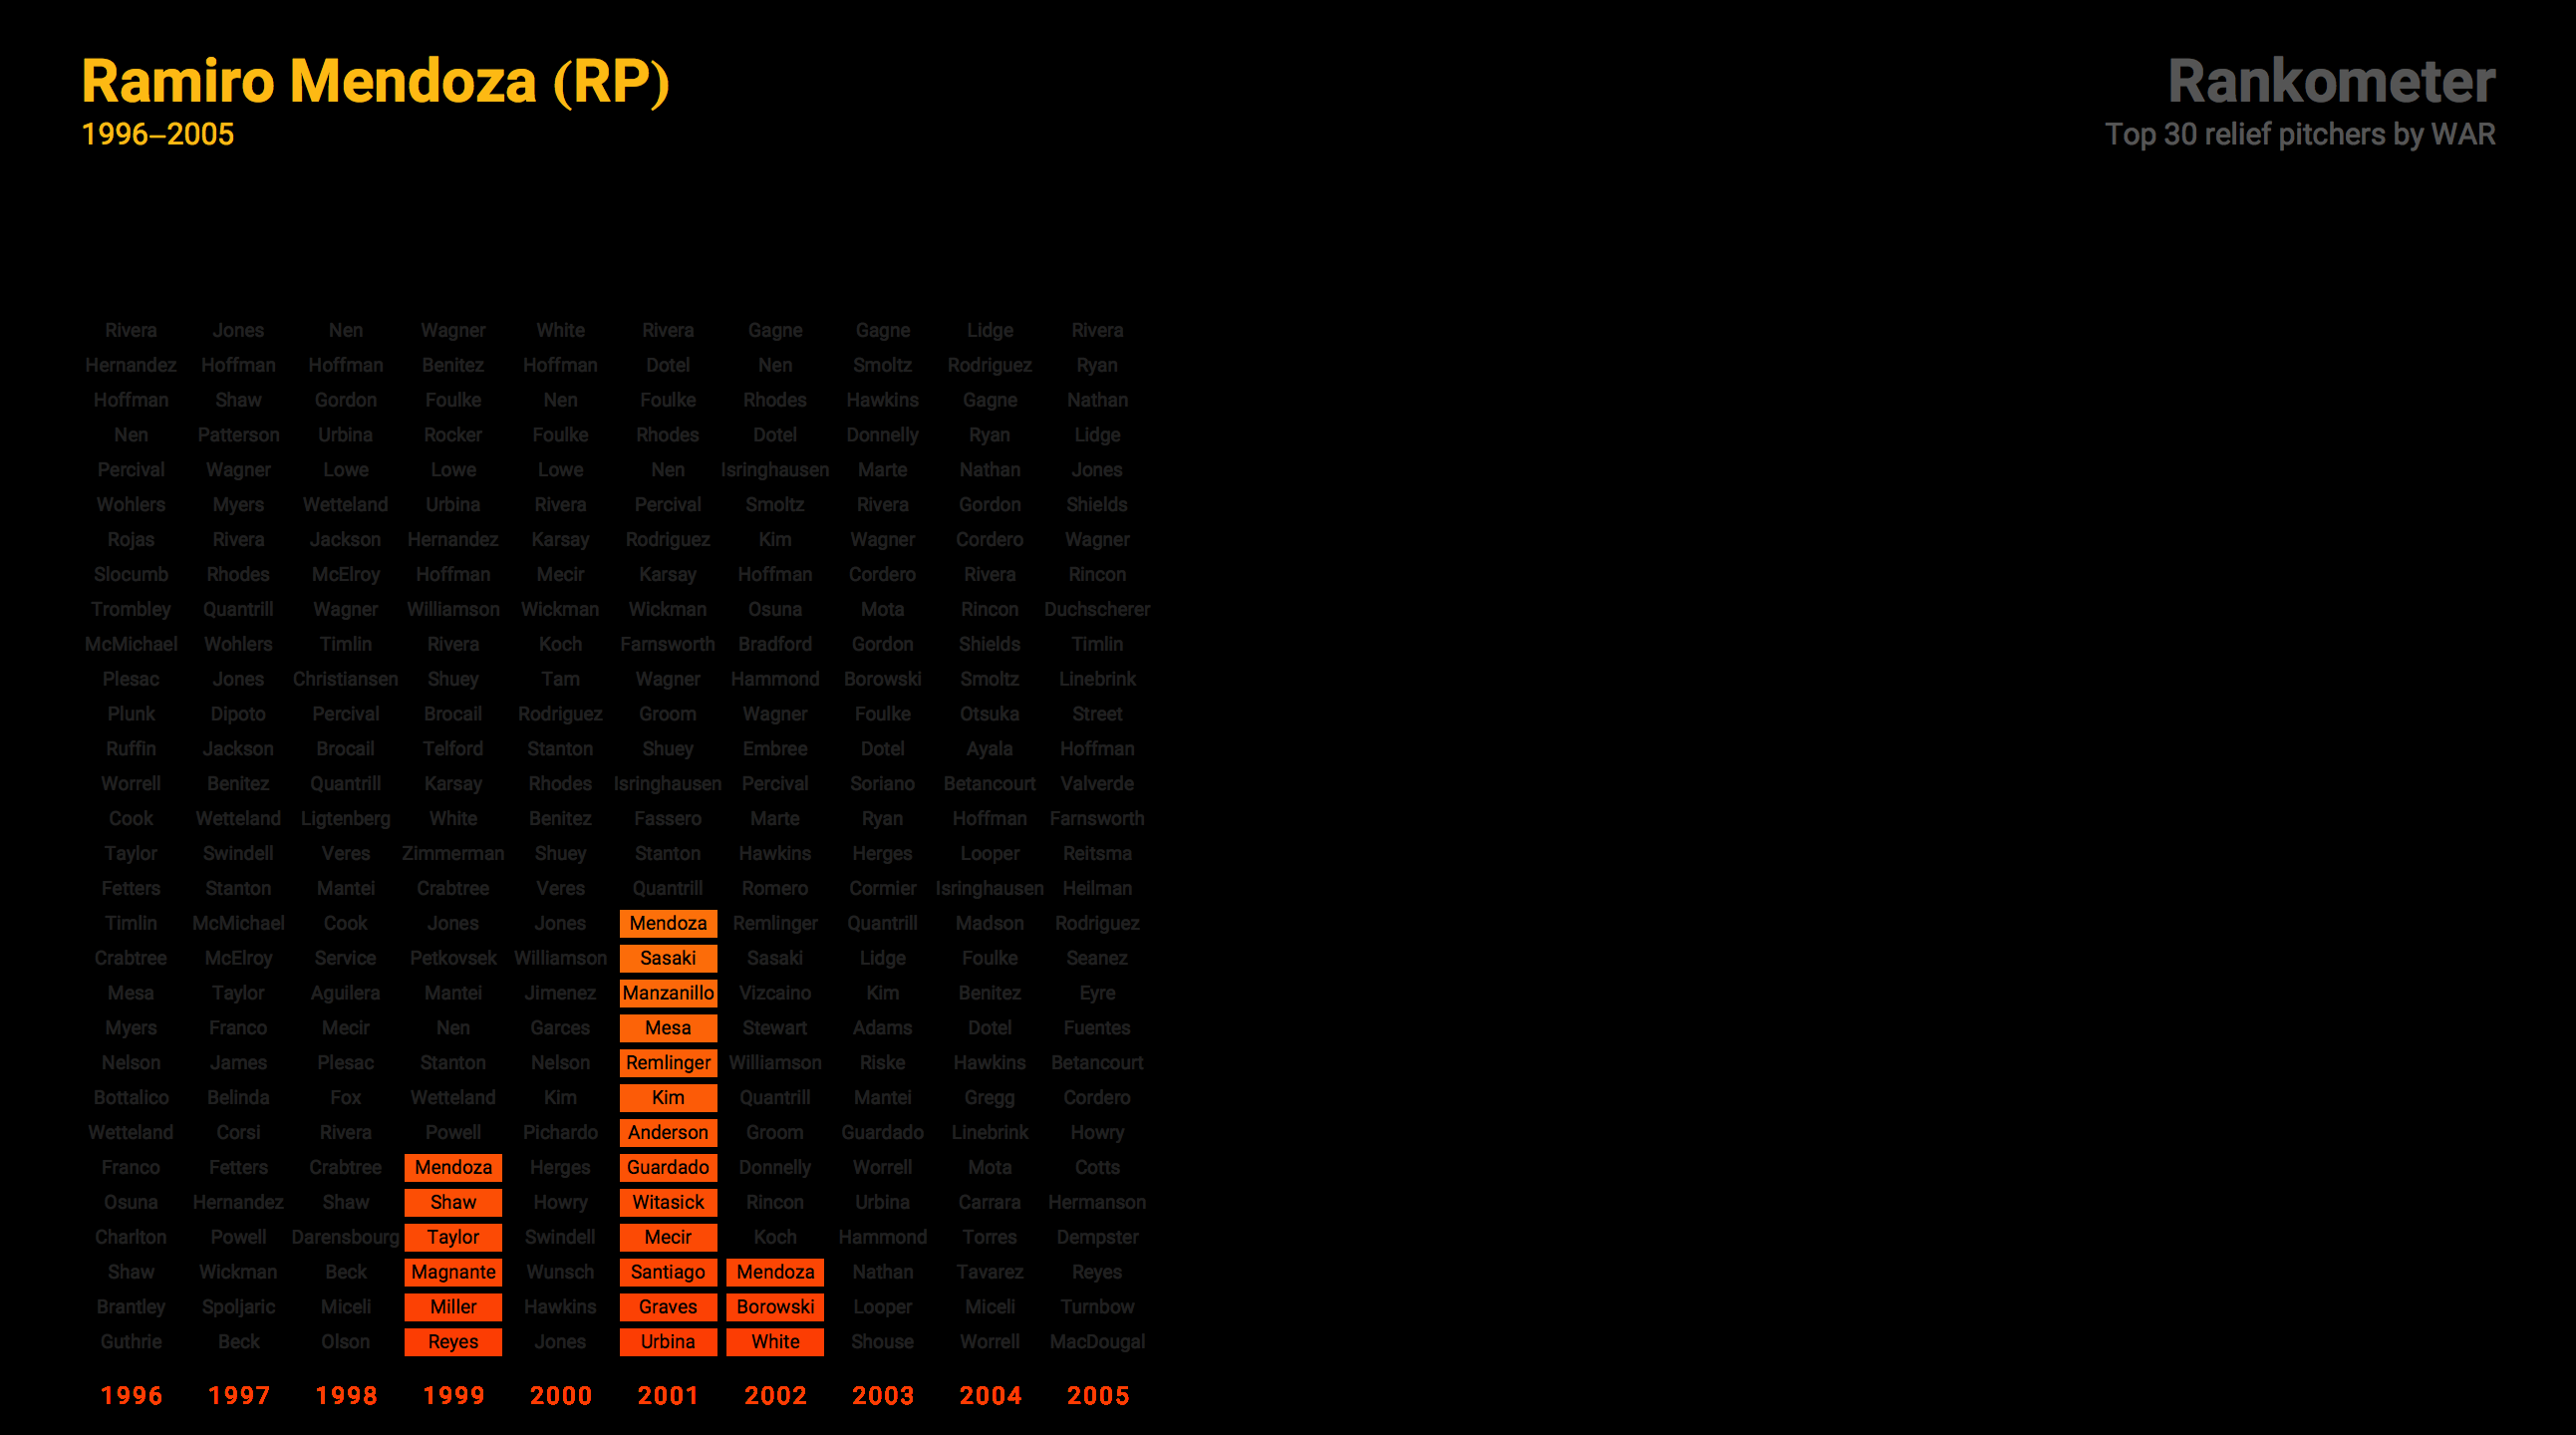 Ramiro Mendoza (RP)
1996–2005
Rankometer
Top 30 relief pitchers by WAR
Rivera Jones Nen Wagner White Rivera Gagne Gagne Lidge Rivera
Hernandez Hoffman Hoffman Benitez Hoffman Dotel Nen Smoltz Rodriguez Ryan
Hoffman Shaw Gordon Foulke Nen Foulke Rhodes Hawkins Gagne Nathan
Nen Patterson Urbina Rocker Foulke Rhodes Dotel Donnelly Ryan Lidge
Percival Wagner Lowe Lowe Lowe Nen Isringhausen Marte Nathan Jones
Wohlers Myers Wetteland Urbina Rivera Percival Smoltz Rivera Gordon Shields
Rojas Rivera Jackson Hernandez Karsay Rodriguez Kim Wagner Cordero Wagner
Slocumb Rhodes McElroy Hoffman Mecir Karsay Hoffman Cordero Rivera Rincon
Trombley Quantrill Wagner Williamson Wickman Wickman Osuna Mota Rincon Duchscherer
McMichael Wohlers Timlin Rivera Koch Farnsworth Bradford Gordon Shields Timlin
Plesac Jones Christiansen Shuey Tam Wagner Hammond Borowski Smoltz Linebrink
Plunk Dipoto Percival Brocail Rodriguez Groom Wagner Foulke Otsuka Street
Ruffin Jackson Brocail Telford Stanton Shuey Embree Dotel Ayala Hoffman
Worrell Benitez Quantrill Karsay Rhodes Isringhausen Percival Soriano Betancourt Valverde
Cook Wetteland Ligtenberg White Benitez Fassero Marte Ryan Hoffman Farnsworth
Taylor Swindell Veres Zimmerman Shuey Stanton Hawkins Herges Looper Reitsma
Fetters Stanton Mantei Crabtree Veres Quantrill Romero Cormier Isringhausen Heilman
Timlin McMichael Cook Jones Jones Mendoza Remlinger Quantrill Madson Rodriguez
Crabtree McElroy Service Petkovsek Williamson Sasaki Sasaki Lidge Foulke Seanez
Mesa Taylor Aguilera Mantei Jimenez Manzanillo Vizcaino Kim Benitez Eyre
Myers Franco Mecir Nen Garces Mesa Stewart Adams Dotel Fuentes
Nelson James Plesac Stanton Nelson Remlinger Williamson Riske Hawkins Betancourt
Bottalico Belinda Fox Wetteland Kim Kim Quantrill Mantei Gregg Cordero
Wetteland Corsi Rivera Powell Pichardo Anderson Groom Guardado Linebrink Howry
Franco Fetters Crabtree Mendoza Herges Guardado Donnelly Worrell Mota Cotts
Osuna Hernandez Shaw Shaw Howry Witasick Rincon Urbina Carrara Hermanson
Charlton Powell Darensbourg Taylor Swindell Mecir Koch Hammond Torres Dempster
Shaw Wickman Beck Magnante Wunsch Santiago Mendoza Nathan Tavarez Reyes
Brantley Spoljaric Miceli Miller Hawkins Graves Borowski Looper Miceli Turnbow
Guthrie Beck Olson Reyes Jones Urbina White Shouse Worrell MacDougal
1996 1997 1998 1999 2000 2001 2002 2003 2004 2005